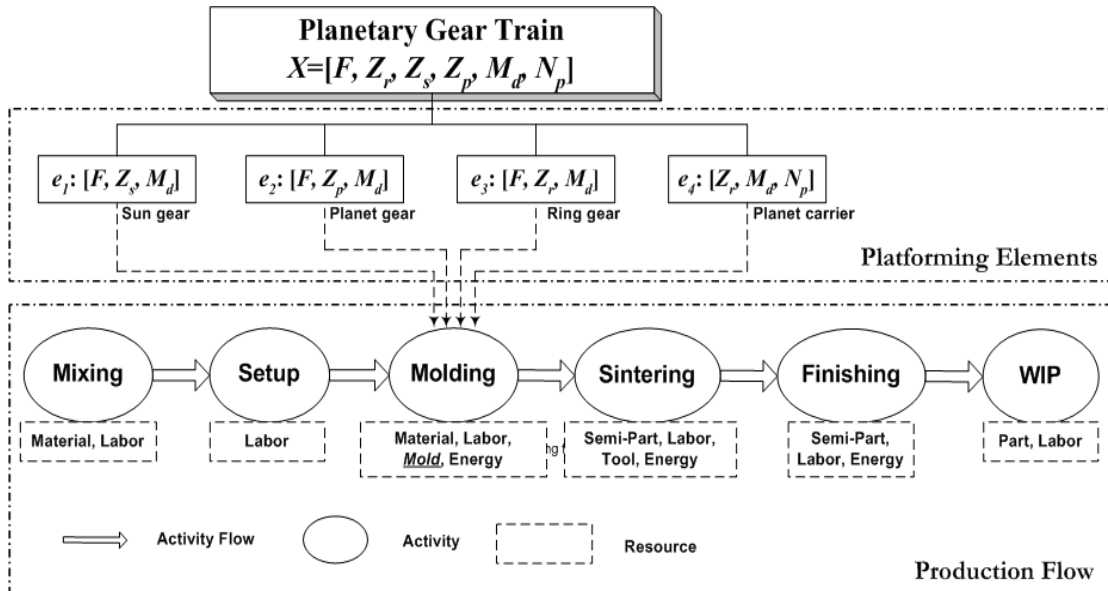 Planetary Gear Train
X=[F, Zr, Zs, Zp, Md, Np]
e1: [F, Zs, Md]
e2: [F, Zp, Md]
e3: [F, Zr, Md]
e4: [Zr, Md, Np]
Sun gear
Planet gear
Ring gear
Planet carrier
Platforming Elements
Mixing
Setup
Molding
Sintering
Finishing
WIP
Material, Labor
Labor
Material, Labor,
Mold, Energy
Semi-Part, Labor,
Tool, Energy
Semi-Part,
Labor, Energy
Part, Labor
Activity Flow
Activity
Resource
Production Flow